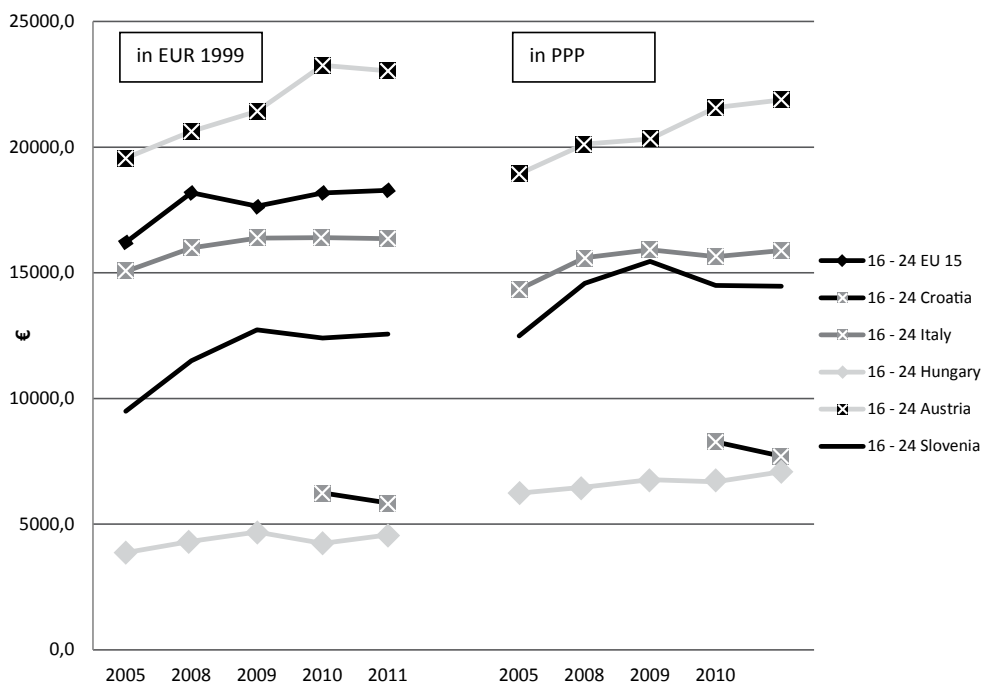 25000,0
in EUR 1999
in PPP
20000,0
15000,0
€
10000,0
5000,0
0,0
2005 2008 2009 2010 2011 2005 2008 2009 2010
16 - 24 EU 15
16 - 24 Croatia
16 - 24 Italy
16 - 24 Hungary
16 - 24 Austria
16 - 24 Slovenia